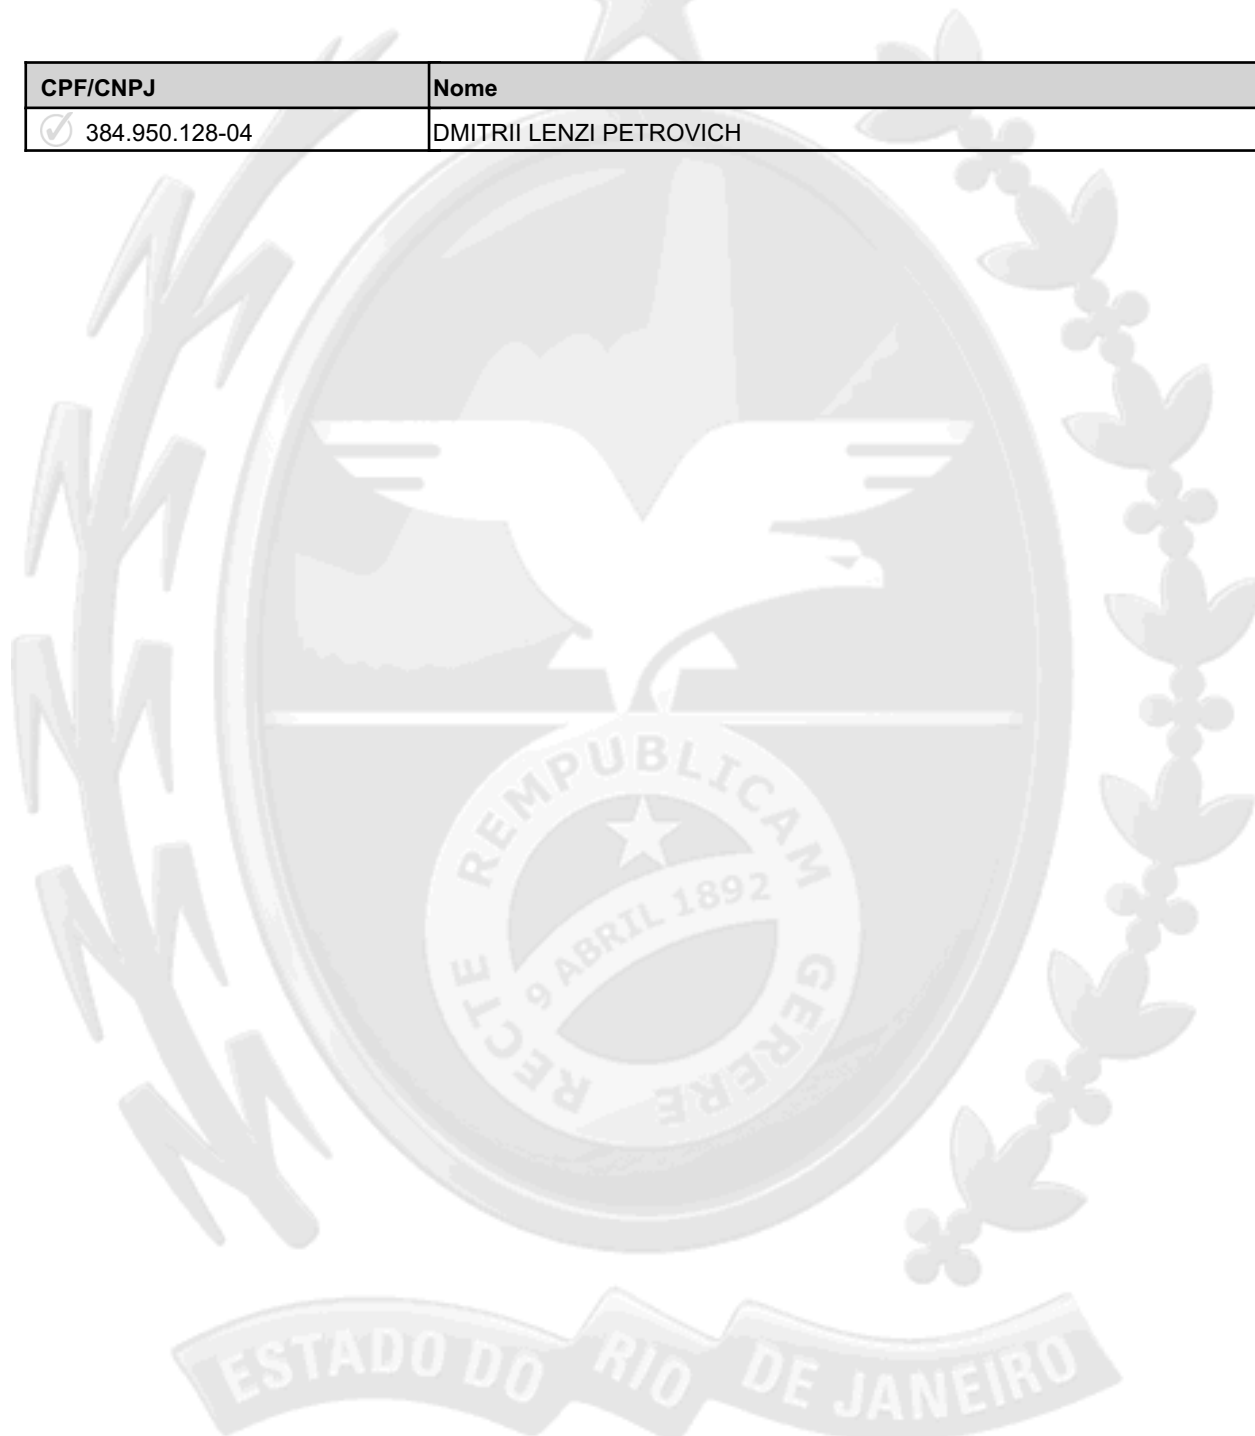 CPF/CNPJ Nome
384.950.128-04 DMITRII LENZI PETROVICH
RECTE REMPUBLICAM GERERE
9 ABRIL 1892
ESTADO DO RIO DE JANEIRO